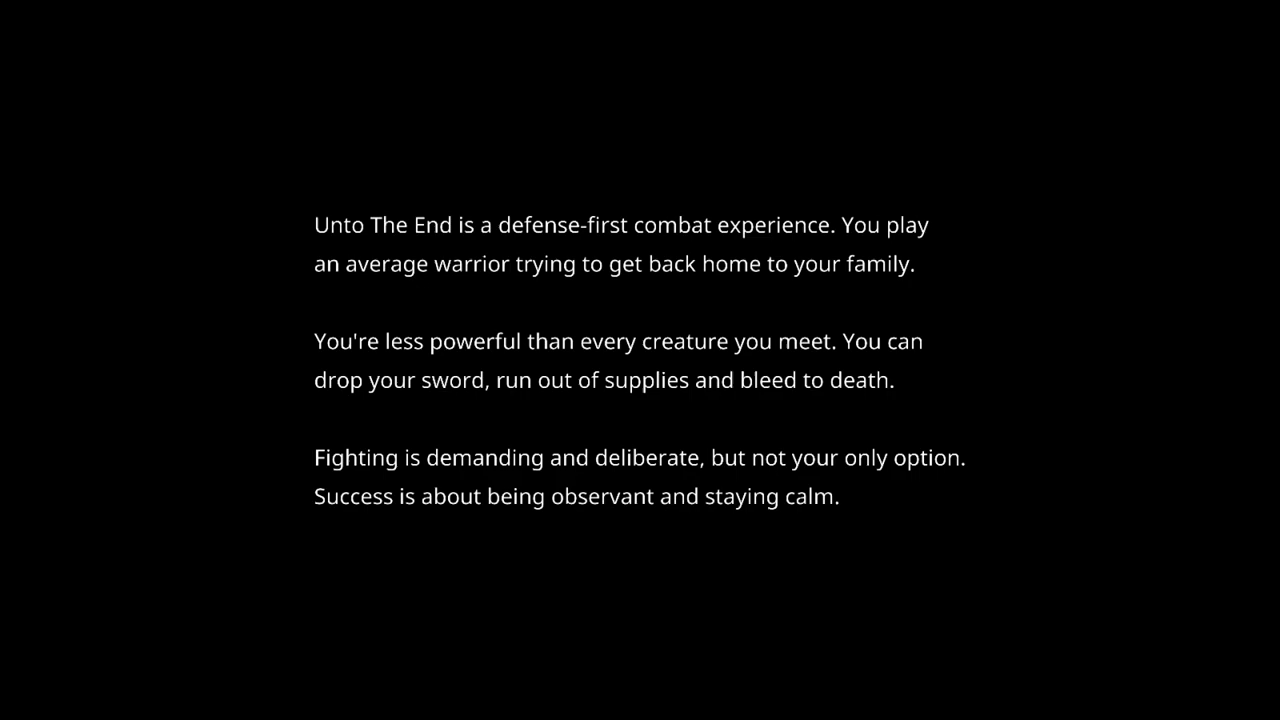 Unto The End is a defense-first combat experience. You play
an average warrior trying to get back home to your family.
You're less powerful than every creature you meet. You can
drop your sword, run out of supplies and bleed to death.
Fighting is demanding and deliberate, but not your only option.
Success is about being observant and staying calm.